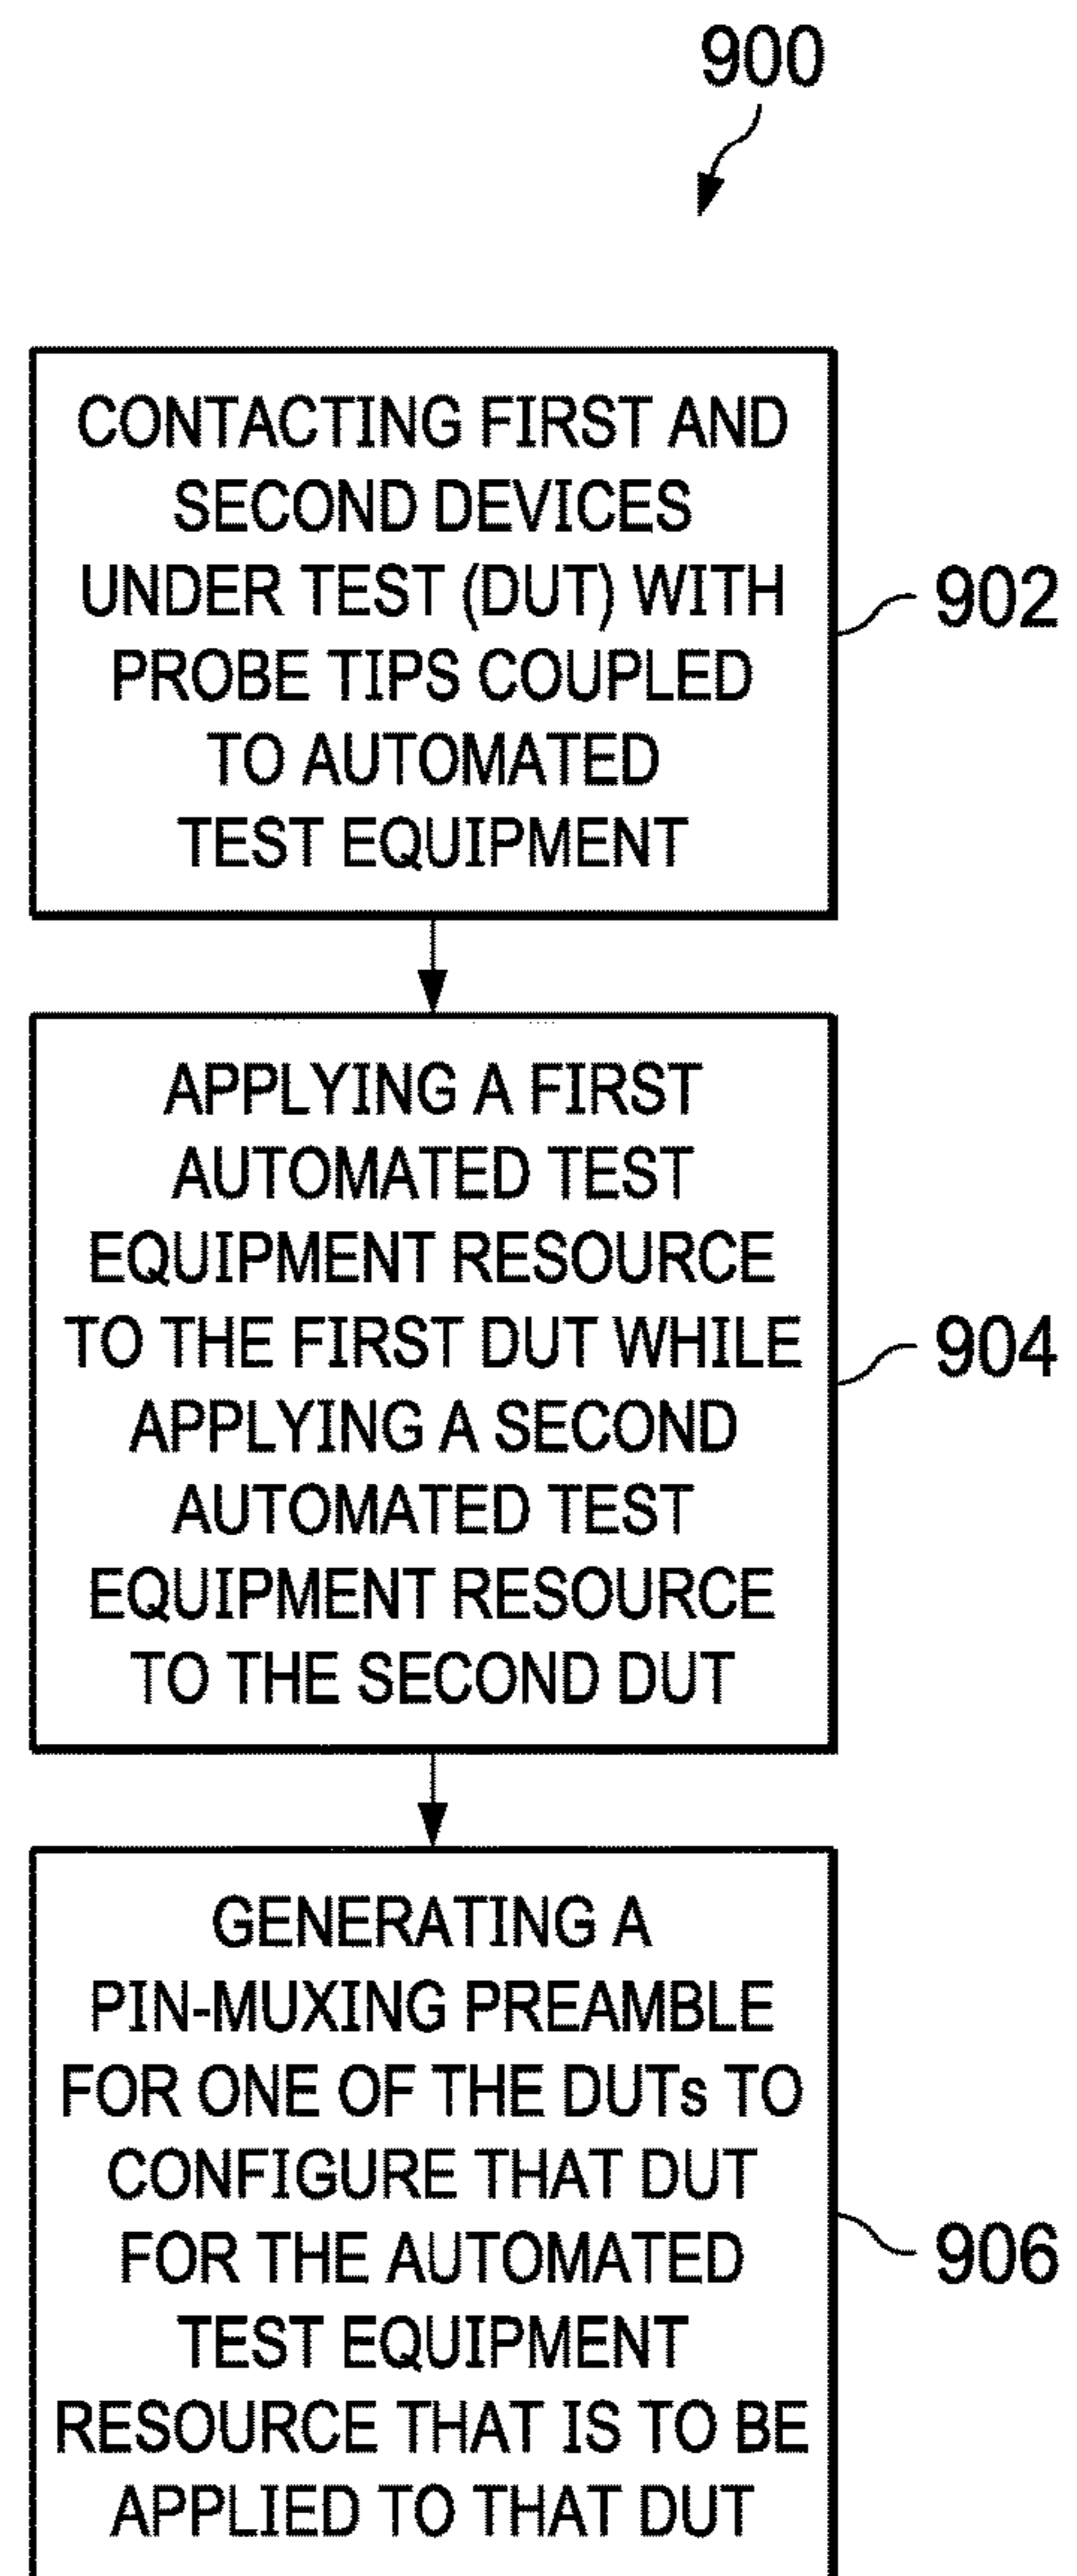 900
CONTACTING FIRST AND
SECOND DEVICES
UNDER TEST (DUT) WITH
PROBE TIPS COUPLED
TO AUTOMATED
TEST EQUIPMENT
902
APPLYING A FIRST
AUTOMATED TEST
EQUIPMENT RESOURCE
TO THE FIRST DUT WHILE
APPLYING A SECOND
AUTOMATED TEST
EQUIPMENT RESOURCE
TO THE SECOND DUT
904
GENERATING A
PIN-MUXING PREAMBLE
FOR ONE OF THE DUTs TO
CONFIGURE THAT DUT
FOR THE AUTOMATED
TEST EQUIPMENT
RESOURCE THAT IS TO BE
APPLIED TO THAT DUT
906